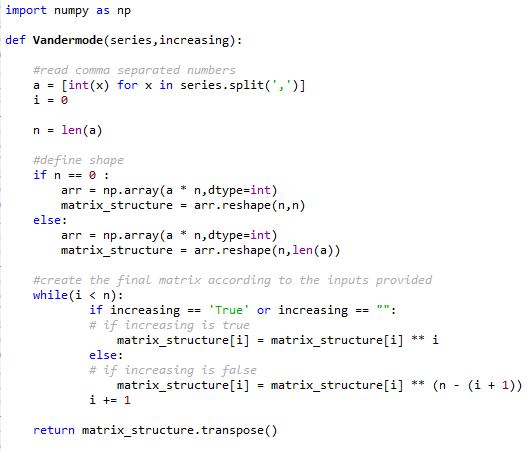 import numpy as np
def Vandermode(series,increasing):
#read comma separated numbers
a = [int(x) for x in series.split(',')]
i = 0
n = len(a)
#define shape
if n == 0 :
arr = np.array(a * n,dtype=int)
matrix_structure = arr.reshape(n,n)
else:
arr = np.array(a * n,dtype=int)
matrix_structure = arr.reshape(n,len(a))
#create the final matrix according to the inputs provided
while(i < n):
if increasing == 'True' or increasing == "":
# if increasing is true
matrix_structure[i] = matrix_structure[i] ** i
else:
# if increasing is false
matrix_structure[i] = matrix_structure[i] ** (n - (i + 1))
i += 1
return matrix_structure.transpose()